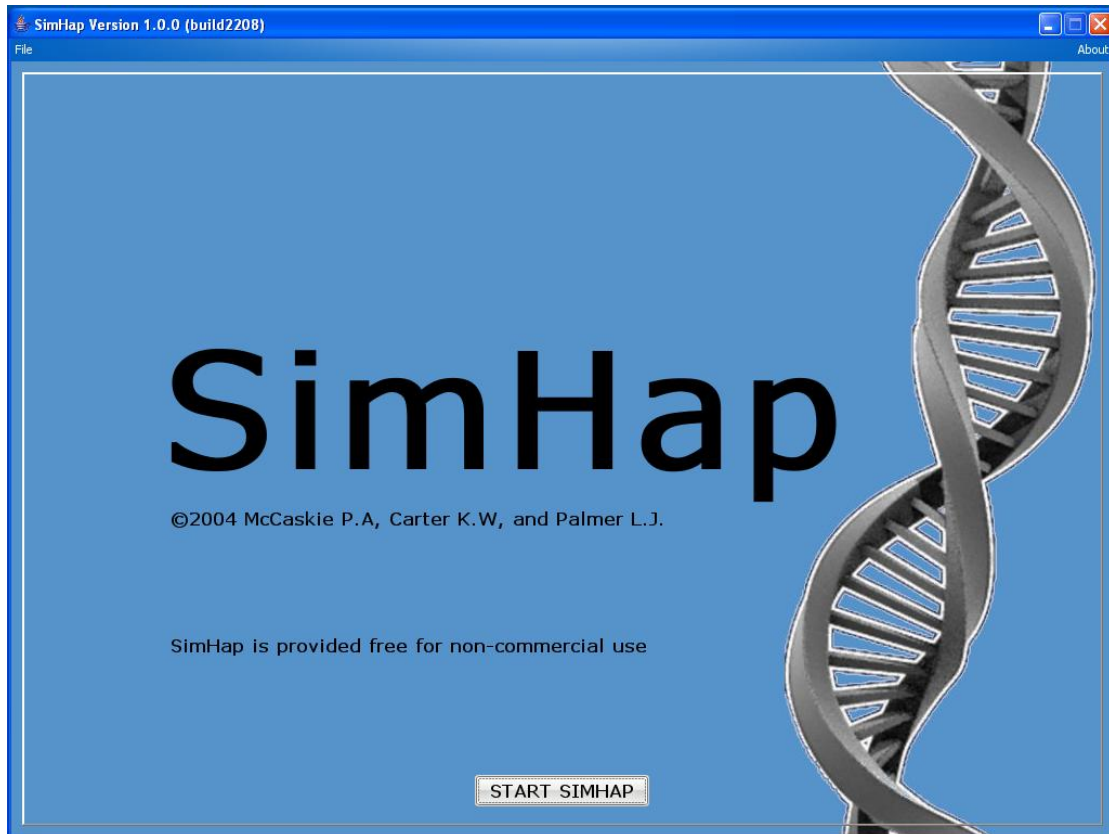 SimHap Version 1.0.0 (build2208)
File About
SimHap
©2004 McCaskie P.A, Carter K.W, and Palmer L.J.
SimHap is provided free for non-commercial use
START SIMHAP